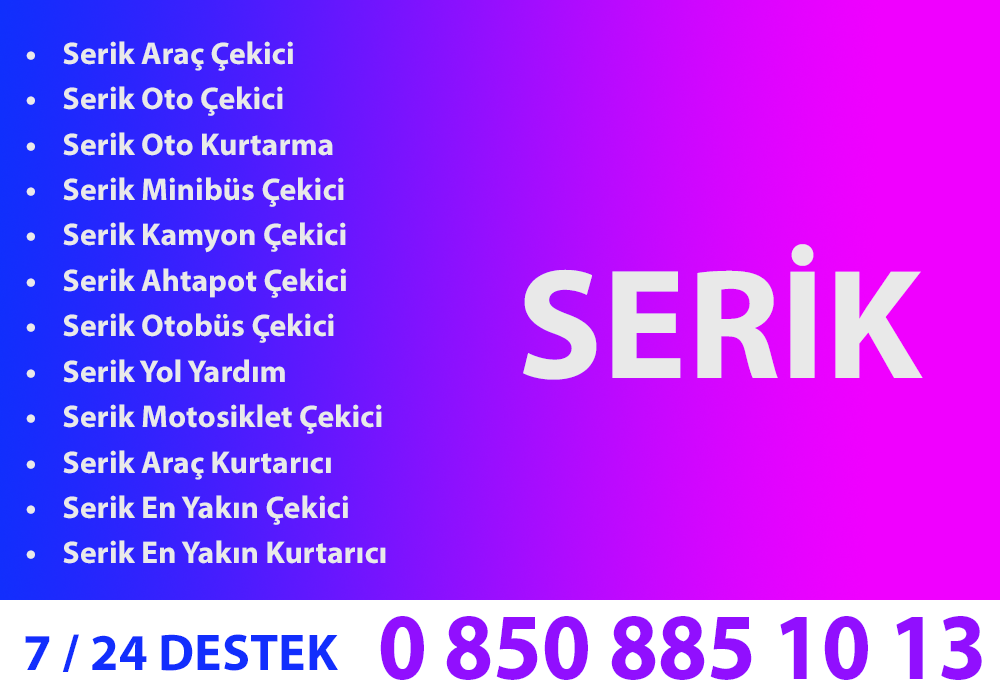 • Serik Araç Çekici
• Serik Oto Çekici
• Serik Oto Kurtarma
• Serik Minibüs Çekici
• Serik Kamyon Çekici
• Serik Ahtapot Çekici
• Serik Otobüs Çekici
• Serik Yol Yardım
• Serik Motosiklet Çekici
• Serik Araç Kurtarıcı
• Serik En Yakın Çekici
• Serik En Yakın Kurtarıcı
SERİK
7 / 24 DESTEK 0 850 885 10 13